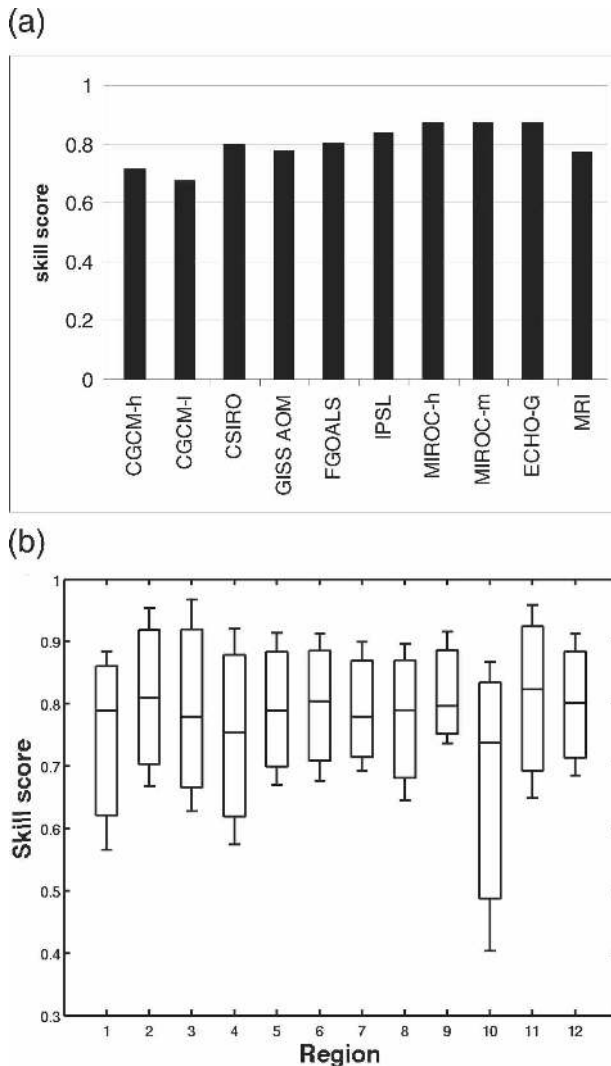 (a)
1
0.8
0.6
0.4
0.2
0
skill score
CGCM-h
CGCM-l
CSIRO
GISS AOM
FGOALS
IPSL
MIROC-h
MIROC-m
ECHO-G
MRI
(b)
1
0.9
0.8
0.7
0.6
0.5
0.4
0.3
Skill score
1 2 3 4 5 6 7 8 9 10 11 12
Region